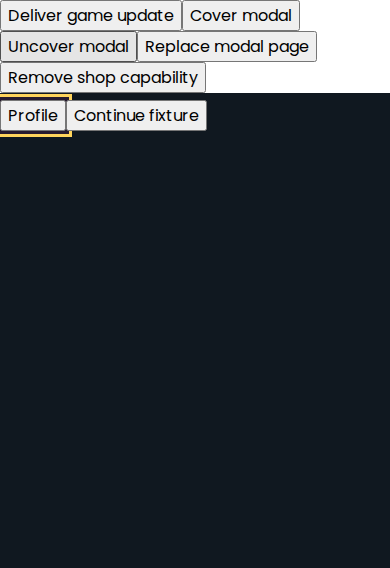 Deliver game update Cover modal
Uncover modal Replace modal page
Remove shop capability
Profile Continue fixture